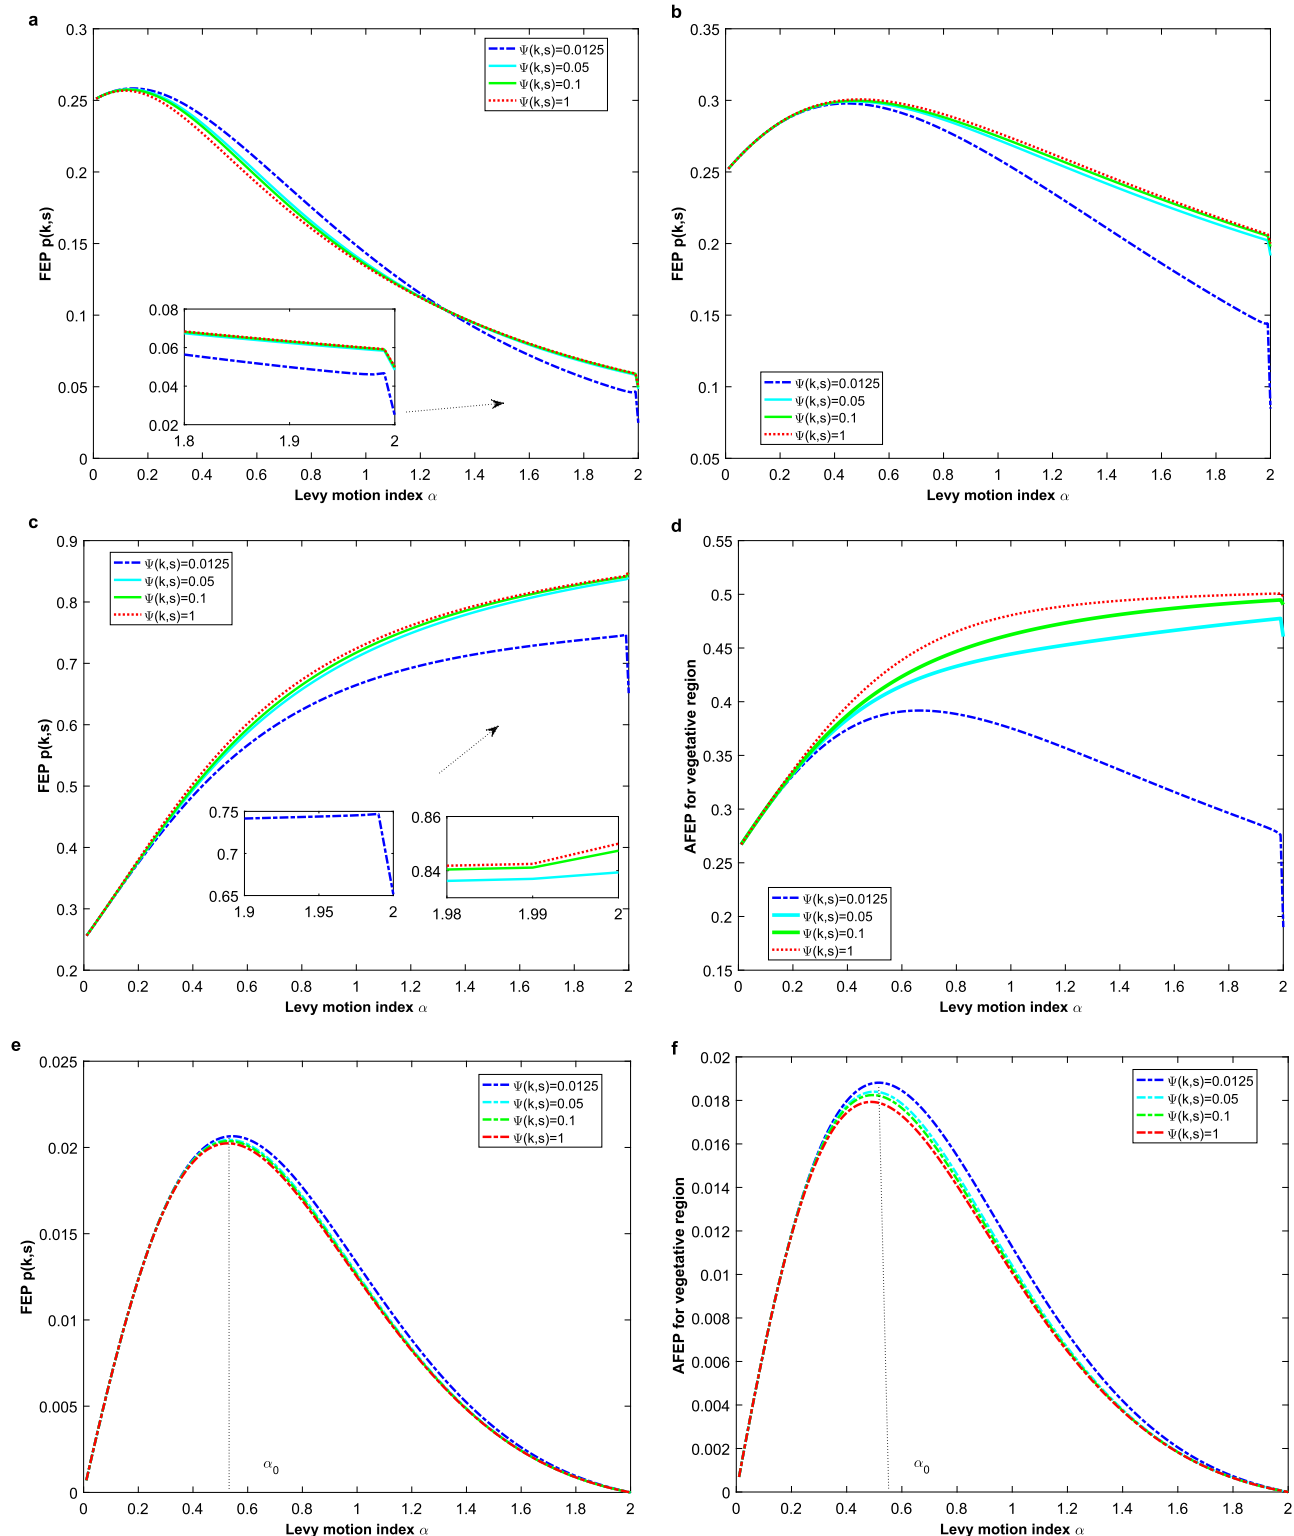 a
0.3
0.25
0.2
0.15
0.1
0.05
0
FEP p(k,s)
Ψ(k,s)=0.0125
Ψ(k,s)=0.05
Ψ(k,s)=0.1
Ψ(k,s)=1
0.08
0.06
0.04
0.02
1.8 1.9 2
0 0.2 0.4 0.6 0.8 1 1.2 1.4 1.6 1.8 2
Levy motion index α
b
0.35
0.3
0.25
0.2
0.15
0.1
0.05
FEP p(k,s)
Ψ(k,s)=0.0125
Ψ(k,s)=0.05
Ψ(k,s)=0.1
Ψ(k,s)=1
0 0.2 0.4 0.6 0.8 1 1.2 1.4 1.6 1.8 2
Levy motion index α
c
0.9
0.8
0.7
0.6
0.5
0.4
0.3
0.2
FEP p(k,s)
Ψ(k,s)=0.0125
Ψ(k,s)=0.05
Ψ(k,s)=0.1
Ψ(k,s)=1
0.75
0.7
0.65
1.9 1.95 2
0.86
0.84
1.98 1.99 2
0 0.2 0.4 0.6 0.8 1 1.2 1.4 1.6 1.8 2
Levy motion index α
d
0.55
0.5
0.45
0.4
0.35
0.3
0.25
0.2
0.15
AFEP for vegetative region
Ψ(k,s)=0.0125
Ψ(k,s)=0.05
Ψ(k,s)=0.1
Ψ(k,s)=1
0 0.2 0.4 0.6 0.8 1 1.2 1.4 1.6 1.8 2
Levy motion index α
e
0.025
0.02
0.015
0.01
0.005
0
FEP p(k,s)
Ψ(k,s)=0.0125
Ψ(k,s)=0.05
Ψ(k,s)=0.1
Ψ(k,s)=1
α₀
0 0.2 0.4 0.6 0.8 1 1.2 1.4 1.6 1.8 2
Levy motion index α
f
0.02
0.018
0.016
0.014
0.012
0.01
0.008
0.006
0.004
0.002
0
AFEP for vegetative region
Ψ(k,s)=0.0125
Ψ(k,s)=0.05
Ψ(k,s)=0.1
Ψ(k,s)=1
α₀
0 0.2 0.4 0.6 0.8 1 1.2 1.4 1.6 1.8 2
Levy motion index α